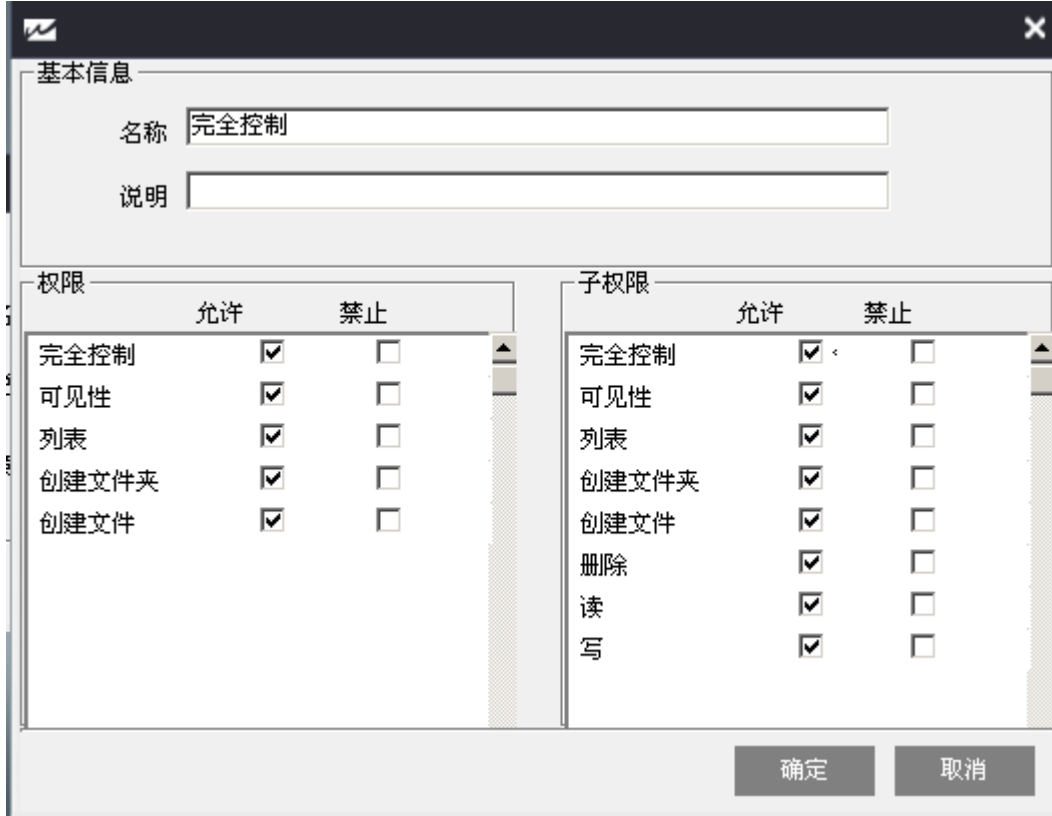 基本信息
名称 完全控制
说明
权限
允许 禁止
完全控制
可见性
列表
创建文件夹
创建文件
子权限
允许 禁止
完全控制
可见性
列表
创建文件夹
创建文件
删除
读
写
确定 取消